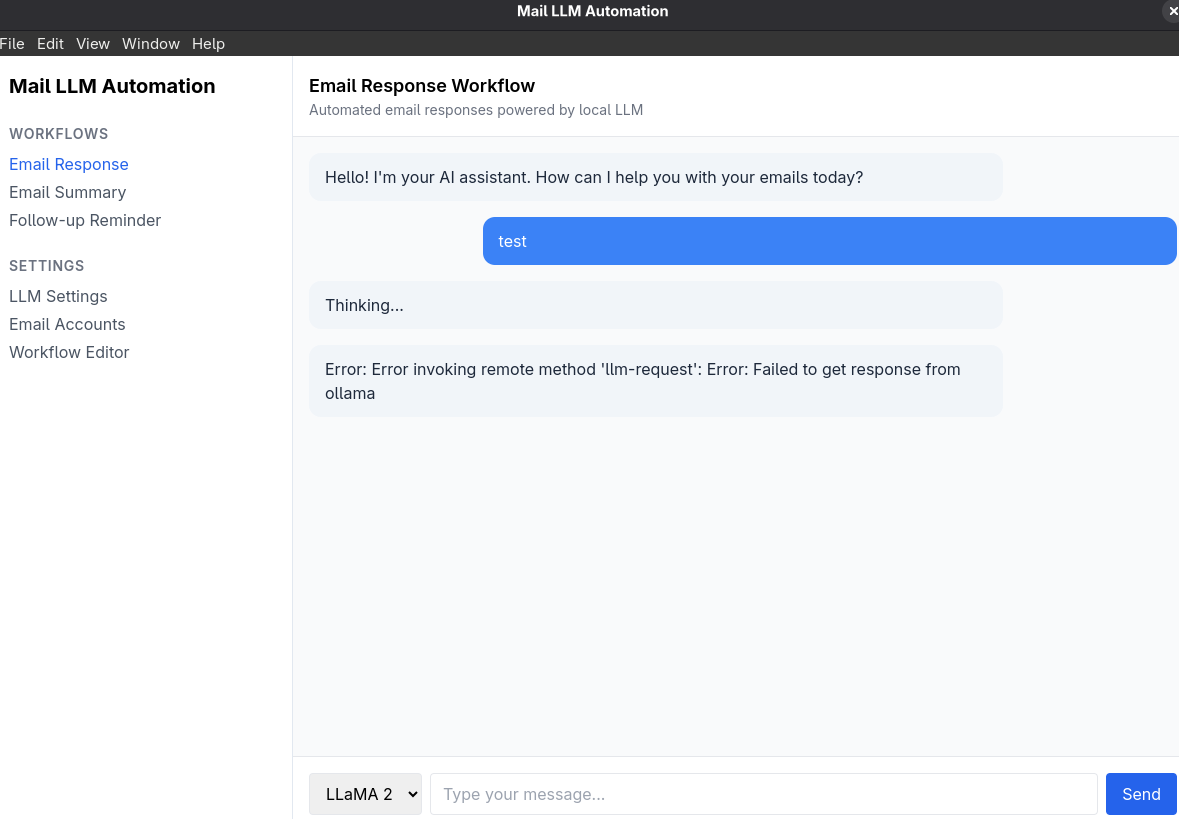 Mail LLM Automation
File Edit View Window Help
Mail LLM Automation
WORKFLOWS
Email Response
Email Summary
Follow-up Reminder
SETTINGS
LLM Settings
Email Accounts
Workflow Editor
Email Response Workflow
Automated email responses powered by local LLM
Hello! I'm your AI assistant. How can I help you with your emails today?
test
Thinking...
Error: Error invoking remote method 'llm-request': Error: Failed to get response from
ollama
LLaMA 2
Type your message...
Send